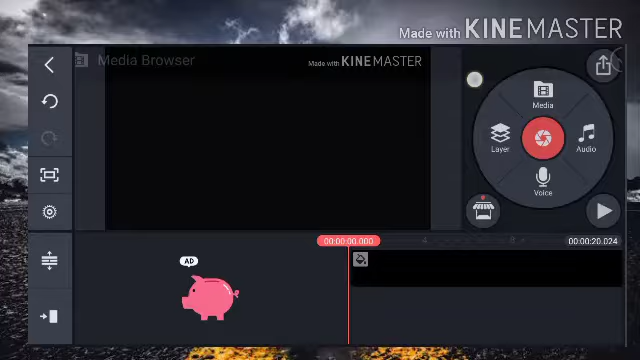 Made with KINEMASTER
Media Browser
Made with KINEMASTER
Media
Layer
Audio
Voice
00:00:00.000
00:00:20.024
AD